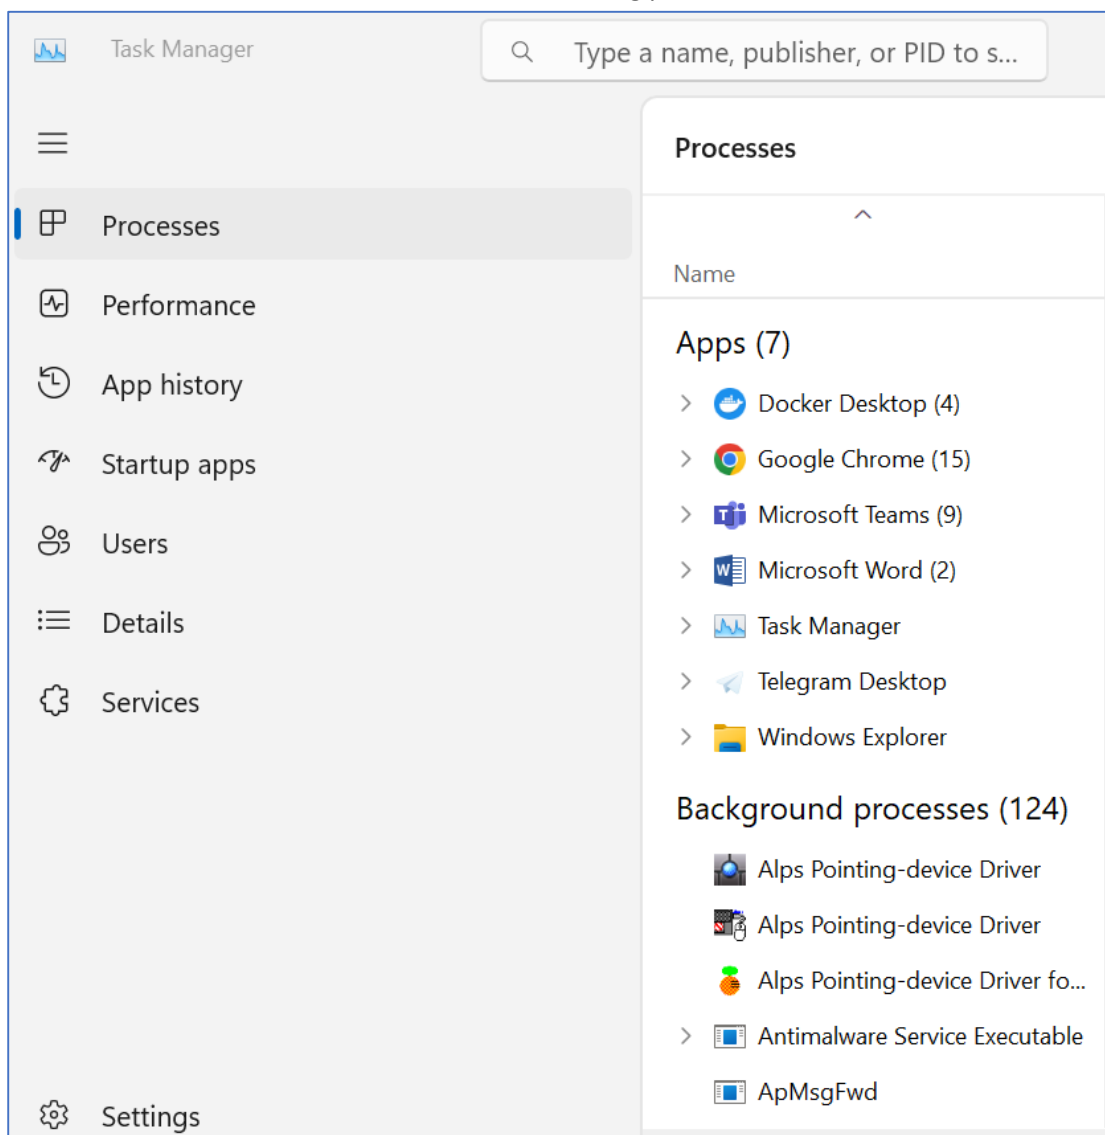 Task Manager
Type a name, publisher, or PID to s...
Processes
Processes
Performance
App history
Startup apps
Users
Details
Services
Settings
Name
Apps (7)
Docker Desktop (4)
Google Chrome (15)
Microsoft Teams (9)
Microsoft Word (2)
Task Manager
Telegram Desktop
Windows Explorer
Background processes (124)
Alps Pointing-device Driver
Alps Pointing-device Driver
Alps Pointing-device Driver fo...
Antimalware Service Executable
ApMsgFwd